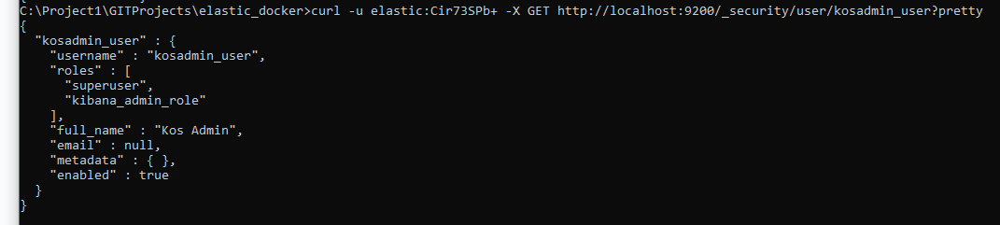 C:\Project1\GITProjects\elastic_docker>curl -u elastic:Cir73SPb+ -X GET http://localhost:9200/_security/user/kosadmin_user?pretty
{
  "kosadmin_user" : {
    "username" : "kosadmin_user",
    "roles" : [
      "superuser",
      "kibana_admin_role"
    ],
    "full_name" : "Kos Admin",
    "email" : null,
    "metadata" : { },
    "enabled" : true
  }
}